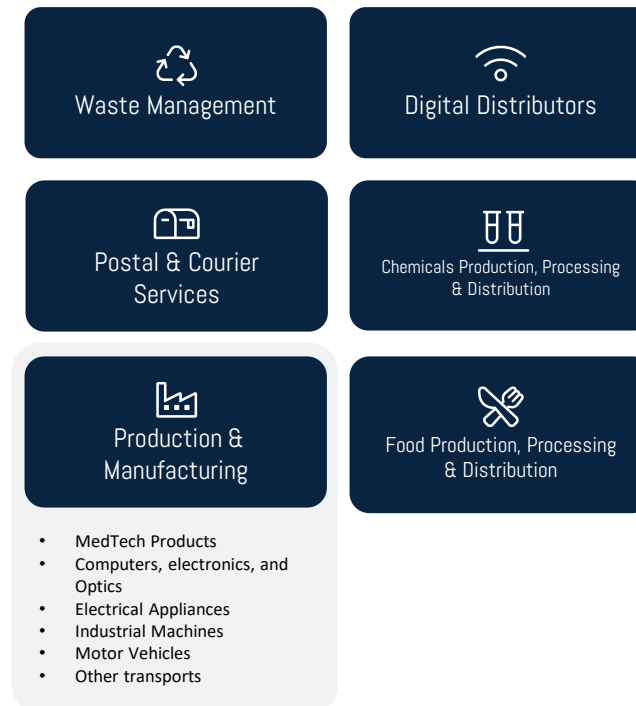 Waste Management
Digital Distributors
Postal & Courier
Services
Chemicals Production, Processing
& Distribution
Production &
Manufacturing
Food Production, Processing
& Distribution
• MedTech Products
• Computers, electronics, and
Optics
• Electrical Appliances
• Industrial Machines
• Motor Vehicles
• Other transports